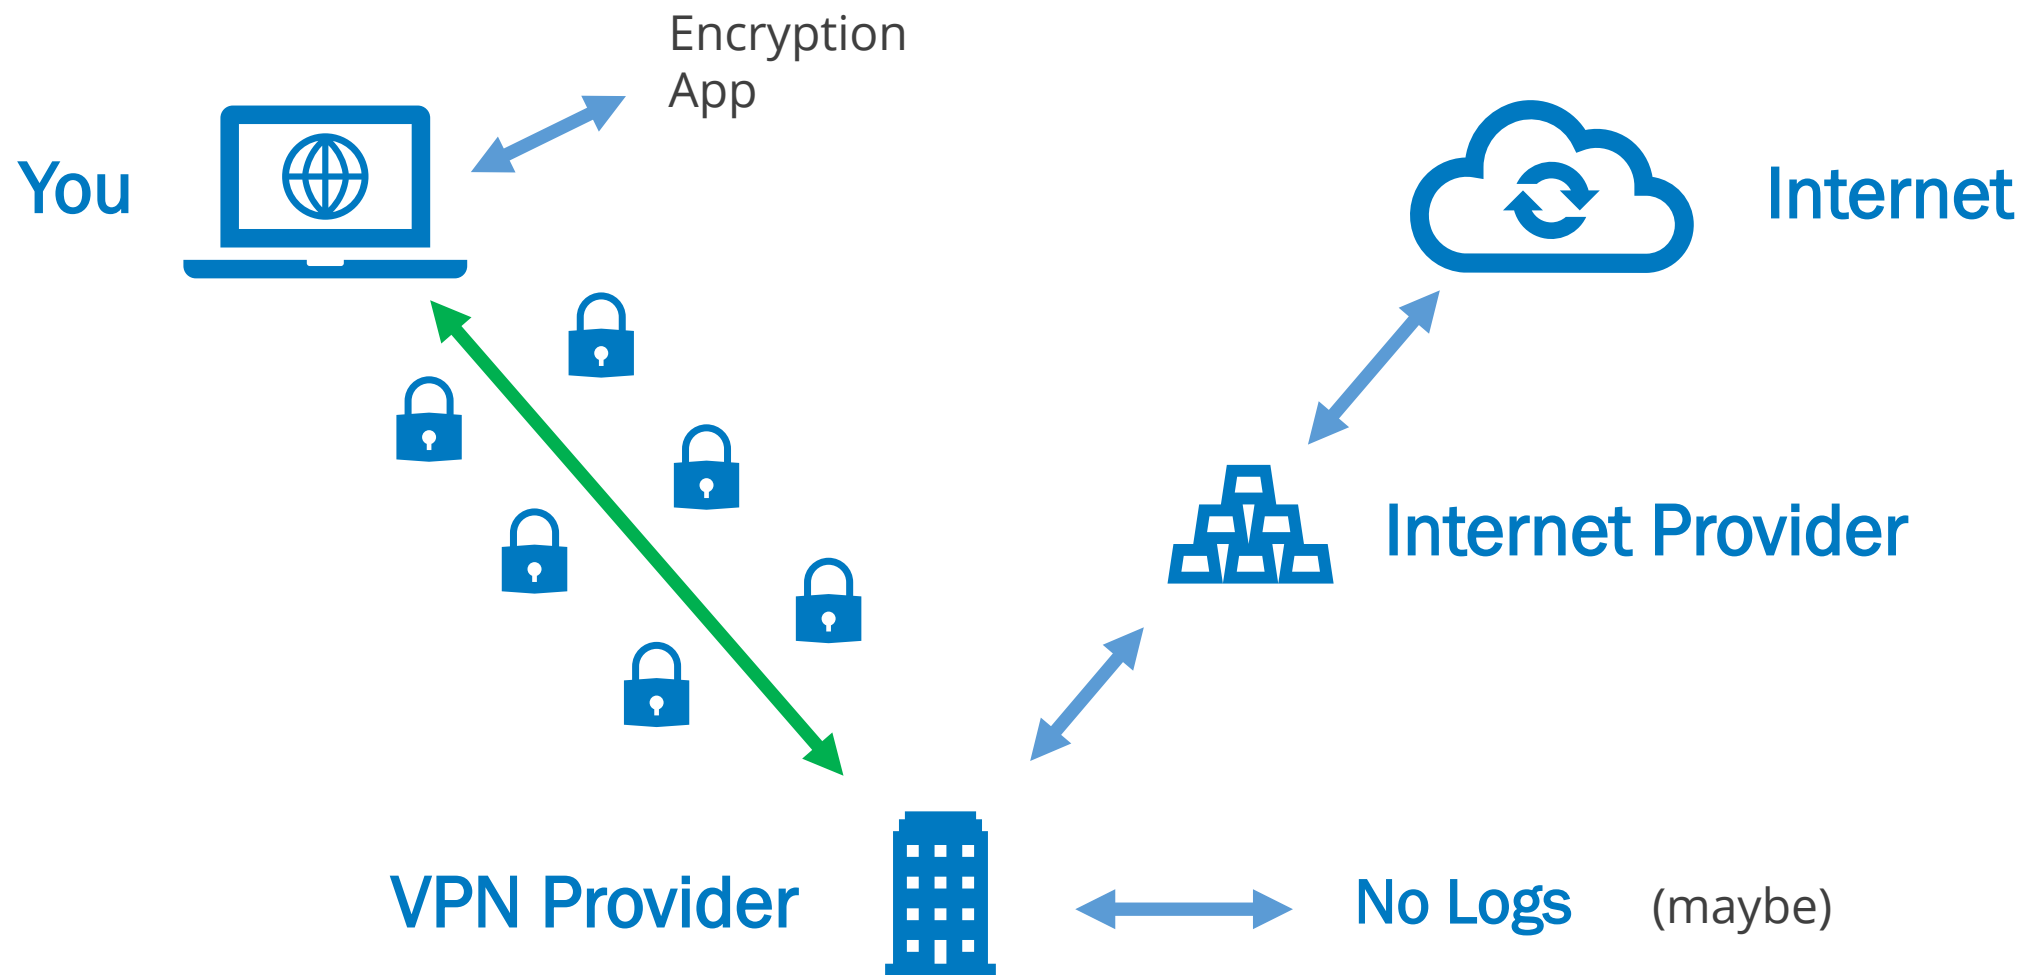 Encryption
App
You
Internet
Internet Provider
VPN Provider
No Logs (maybe)